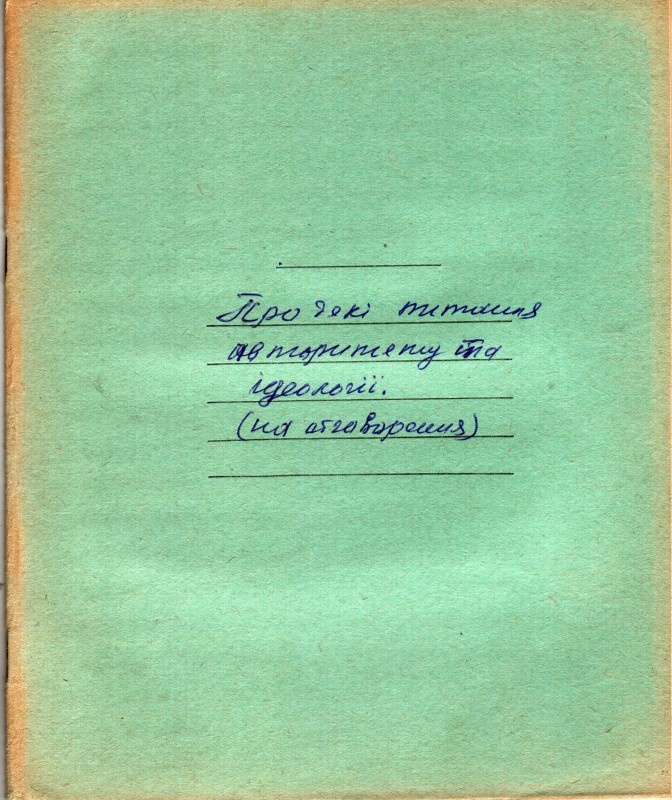 Про деякі питання
авторитету та
ідеології.
(на обговорення)